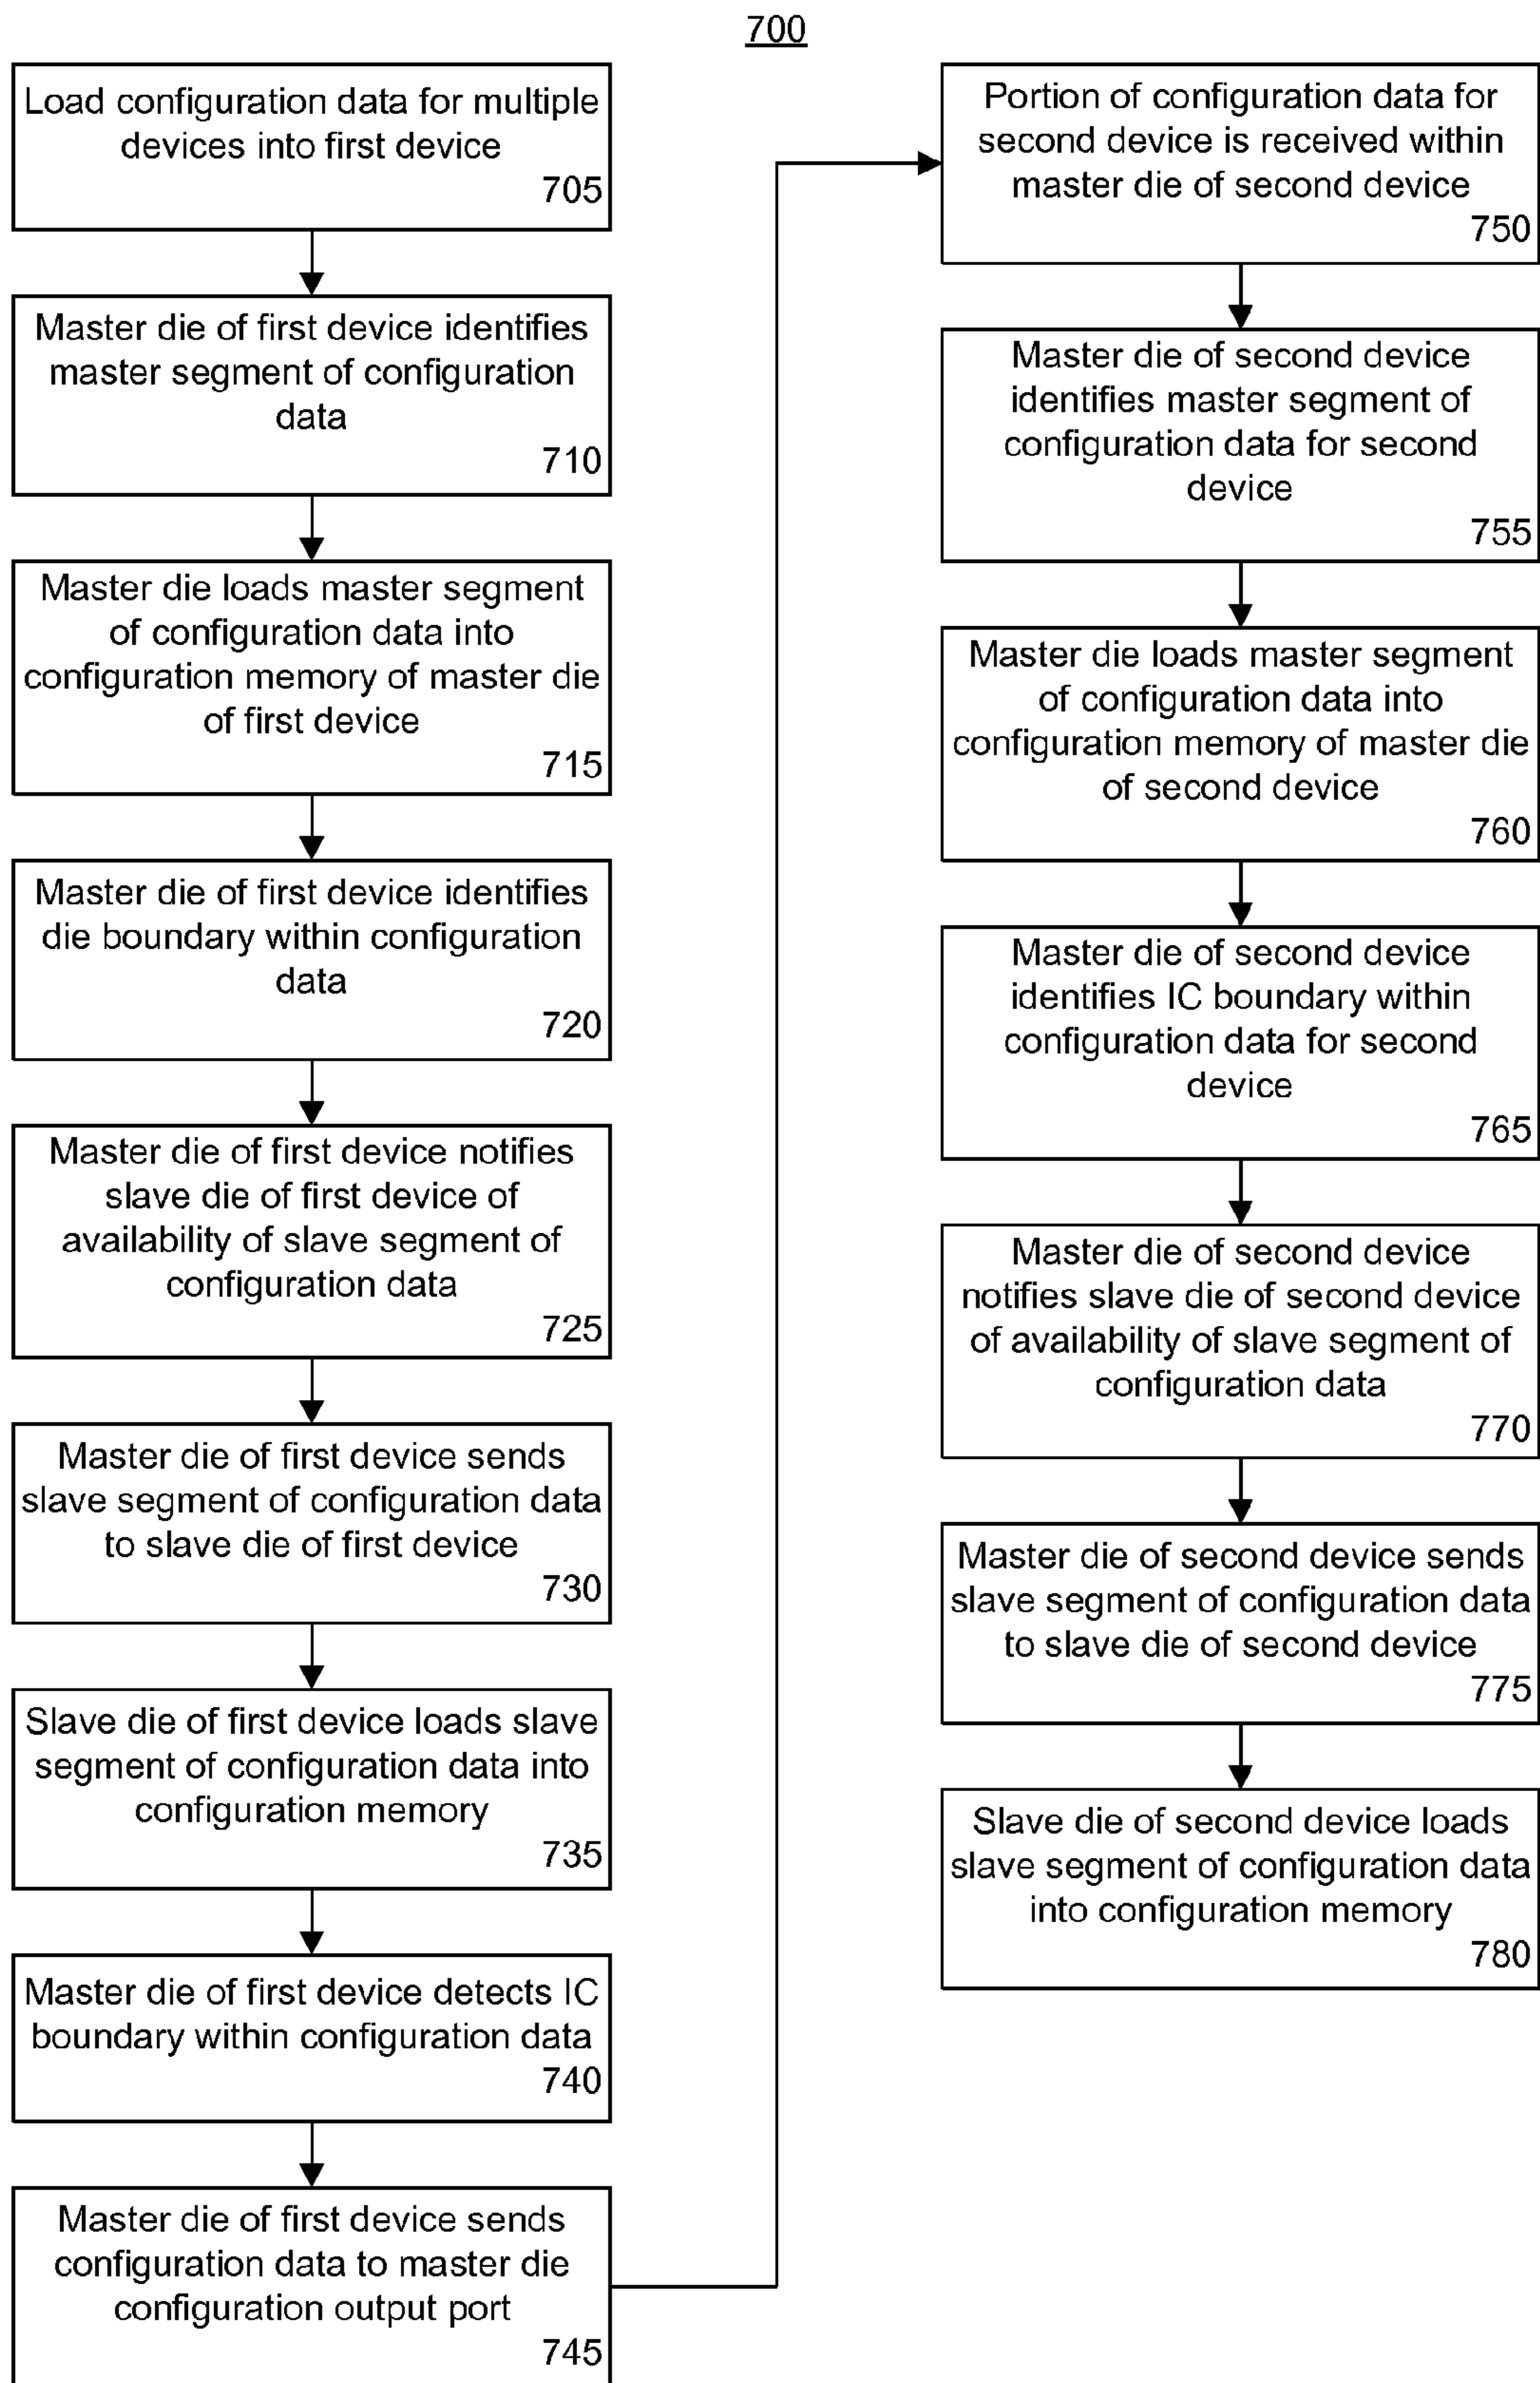 700
Load configuration data for multiple
devices into first device
705
Master die of first device identifies
master segment of configuration
data
710
Master die loads master segment
of configuration data into
configuration memory of master die
of first device
715
Master die of first device identifies
die boundary within configuration
data
720
Master die of first device notifies
slave die of first device of
availability of slave segment of
configuration data
725
Master die of first device sends
slave segment of configuration data
to slave die of first device
730
Slave die of first device loads slave
segment of configuration data into
configuration memory
735
Master die of first device detects IC
boundary within configuration data
740
Master die of first device sends
configuration data to master die
configuration output port
745
Portion of configuration data for
second device is received within
master die of second device
750
Master die of second device
identifies master segment of
configuration data for second
device
755
Master die loads master segment
of configuration data into
configuration memory of master die
of second device
760
Master die of second device
identifies IC boundary within
configuration data for second
device
765
Master die of second device
notifies slave die of second device
of availability of slave segment of
configuration data
770
Master die of second device sends
slave segment of configuration data
to slave die of second device
775
Slave die of second device loads
slave segment of configuration data
into configuration memory
780